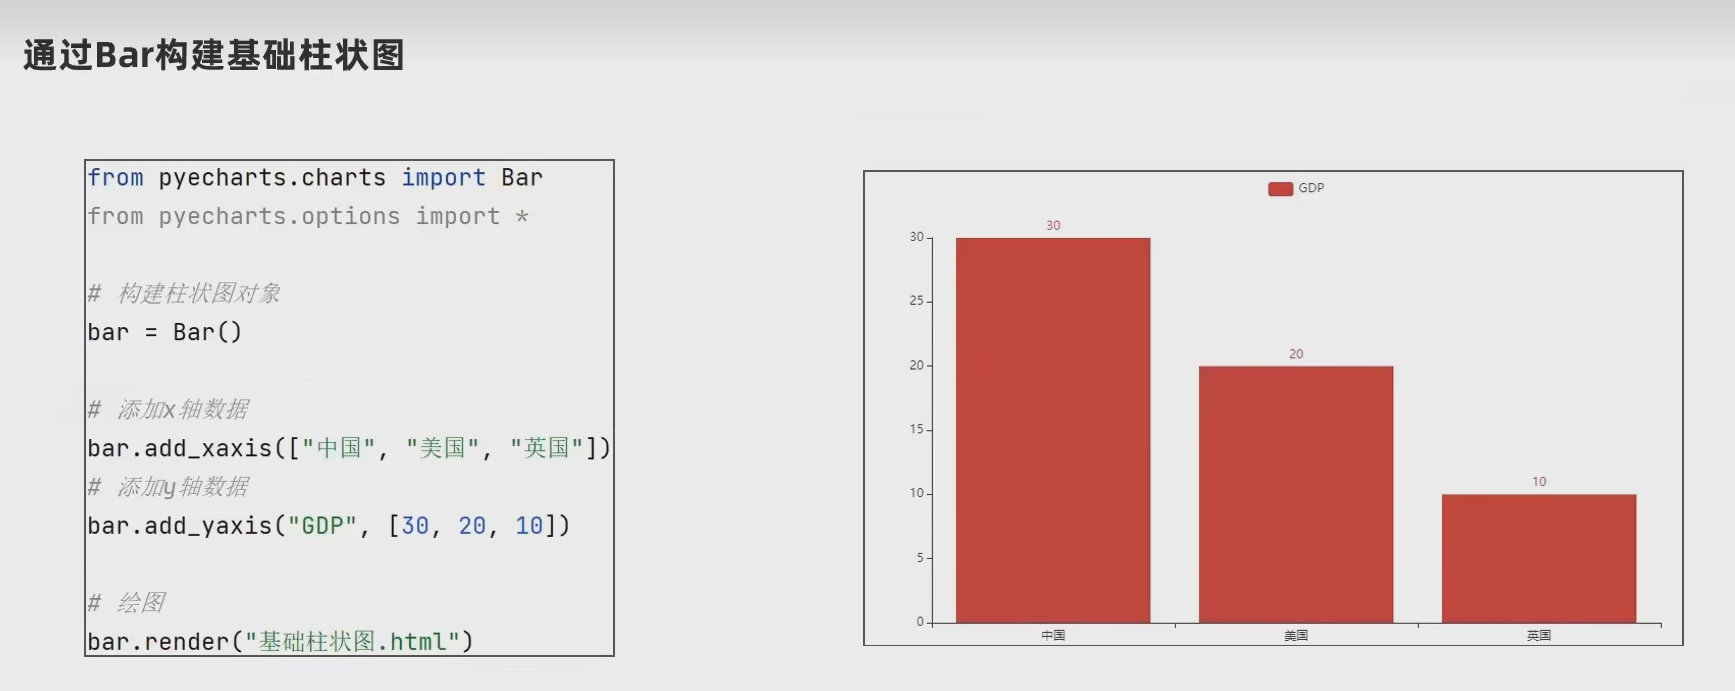 通过Bar构建基础柱状图
from pyecharts.charts import Bar
from pyecharts.options import *
# 构建柱状图对象
bar = Bar()
# 添加x轴数据
bar.add_xaxis(["中国", "美国", "英国"])
# 添加y轴数据
bar.add_yaxis("GDP", [30, 20, 10])
# 绘图
bar.render("基础柱状图.html")
GDP
30
20
10
30
25
20
15
10
5
0
中国 美国 英国